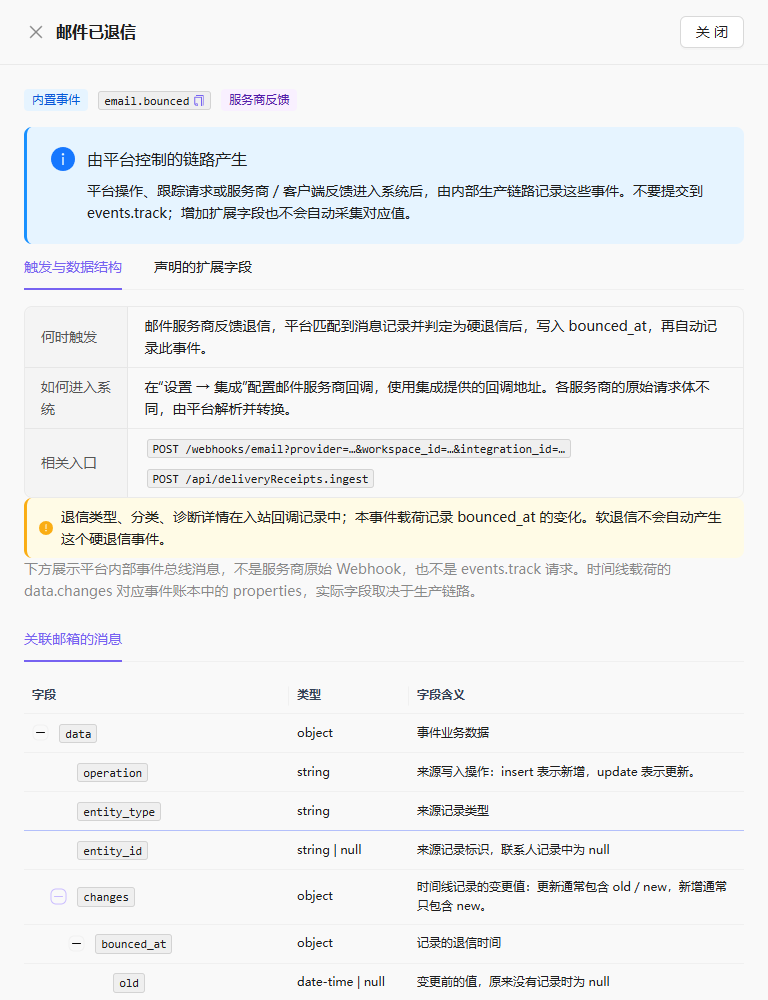 邮件已退信
关 闭
内置事件
email.bounced
服务商反馈
由平台控制的链路产生
平台操作、跟踪请求或服务商 / 客户端反馈进入系统后，由内部生产链路记录这些事件。不要提交到
events.track；增加扩展字段也不会自动采集对应值。
触发与数据结构
声明的扩展字段
何时触发
邮件服务商反馈退信，平台匹配到消息记录并判定为硬退信后，写入 bounced_at，再自动记
录此事件。
如何进入系
统
在“设置 → 集成”配置邮件服务商回调，使用集成提供的回调地址。各服务商的原始请求体不
同，由平台解析并转换。
相关入口
POST /webhooks/email?provider=…&workspace_id=…&integration_id=…
POST /api/deliveryReceipts.ingest
退信类型、分类、诊断详情在入站回调记录中；本事件载荷记录 bounced_at 的变化。软退信不会自动产生
这个硬退信事件。
下方展示平台内部事件总线消息，不是服务商原始 Webhook，也不是 events.track 请求。时间线载荷的
data.changes 对应事件账本中的 properties，实际字段取决于生产链路。
关联邮箱的消息
字段
类型
字段含义
data
object
事件业务数据
operation
string
来源写入操作：insert 表示新增，update 表示更新。
entity_type
string
来源记录类型
entity_id
string | null
来源记录标识，联系人记录中为 null
changes
object
时间线记录的变更值：更新通常包含 old / new，新增通常
只包含 new。
bounced_at
object
记录的退信时间
old
date-time | null
变更前的值，原来没有记录时为 null